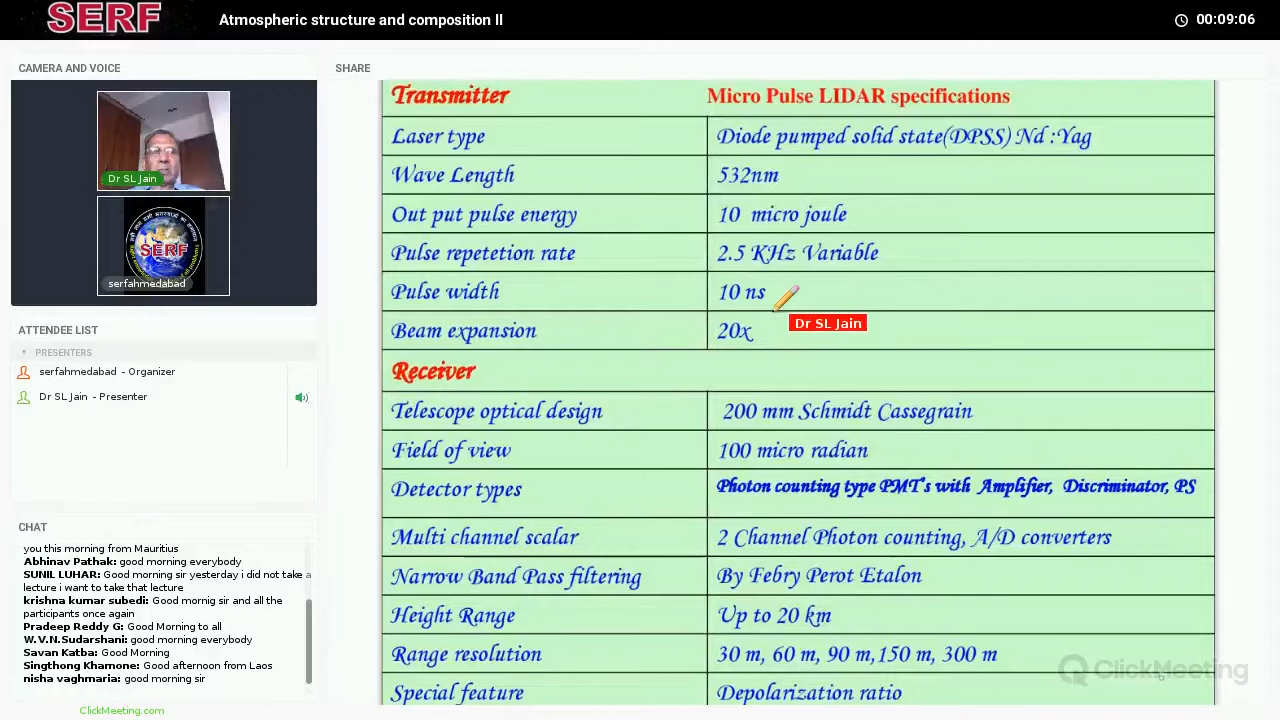 SERF
Atmospheric structure and composition II
00:09:06
CAMERA AND VOICE
Dr SL Jain
SERF
serfahmedabad
ATTENDEE LIST
PRESENTERS
serfahmedabad - Organizer
Dr SL Jain - Presenter
CHAT
you this morning from Mauritius
Abhinav Pathak: good morning everybody
SUNIL LUHAR: Good morning sir yesterday i did not take a
lecture i want to take that lecture
krishna kumar subedi: Good mornig sir and all the
participants once again
Pradeep Reddy G: Good Morning to all
W.V.N.Sudarshani: good morning everybody
Savan Katba: Good Morning
Singthong Khamone: Good afternoon from Laos
nisha vaghmaria: good morning sir
ClickMeeting.com
SHARE
Transmitter Micro Pulse LIDAR specifications
Laser type Diode pumped solid state(DPSS) Nd :Yag
Wave Length 532nm
Out put pulse energy 10 micro joule
Pulse repetetion rate 2.5 KHz Variable
Pulse width 10 ns
Dr SL Jain
Beam expansion 20x
Receiver
Telescope optical design 200 mm Schmidt Cassegrain
Field of view 100 micro radian
Detector types Photon counting type PMT's with Amplifier, Discriminator, PS
Multi channel scalar 2 Channel Photon counting, A/D converters
Narrow Band Pass filtering By Febry Perot Etalon
Height Range Up to 20 km
Range resolution 30 m, 60 m, 90 m,150 m, 300 m
Special feature Depolarization ratio
ClickMeeting